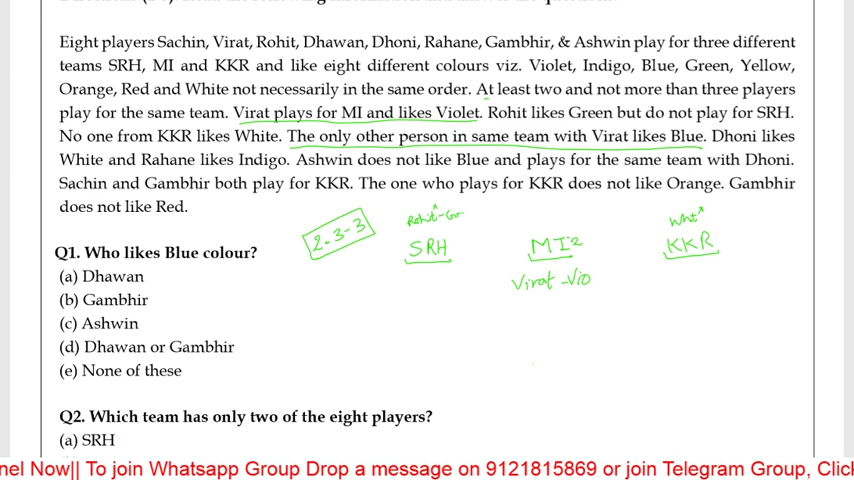 Eight players Sachin, Virat, Rohit, Dhawan, Dhoni, Rahane, Gambhir, & Ashwin play for three different
teams SRH, MI and KKR and like eight different colours viz. Violet, Indigo, Blue, Green, Yellow,
Orange, Red and White not necessarily in the same order. At least two and not more than three players
play for the same team. Virat plays for MI and likes Violet. Rohit likes Green but do not play for SRH.
No one from KKR likes White. The only other person in same team with Virat likes Blue. Dhoni likes
White and Rahane likes Indigo. Ashwin does not like Blue and plays for the same team with Dhoni.
Sachin and Gambhir both play for KKR. The one who plays for KKR does not like Orange. Gambhir
does not like Red.
2-3-3
Rohit-Gr
SRH
MI 2
Virat -Vio
Wht
KKR
Q1. Who likes Blue colour?
(a) Dhawan
(b) Gambhir
(c) Ashwin
(d) Dhawan or Gambhir
(e) None of these
Q2. Which team has only two of the eight players?
(a) SRH
nel Now|| To join Whatsapp Group Drop a message on 9121815869 or join Telegram Group, Click